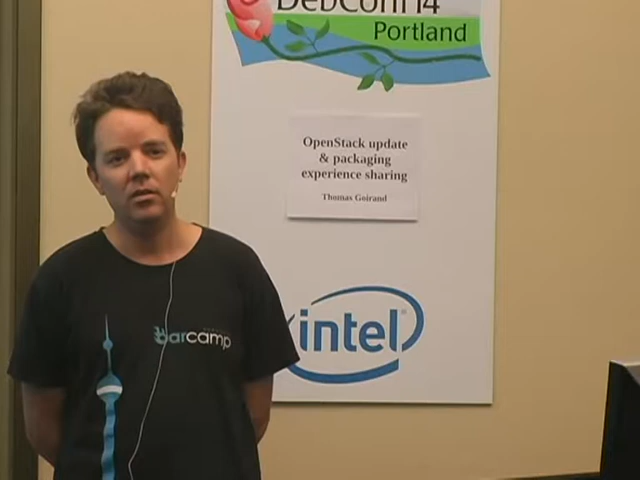 DebConf14
Portland
OpenStack update
& packaging
experience sharing
Thomas Goirand
barcamp
intel